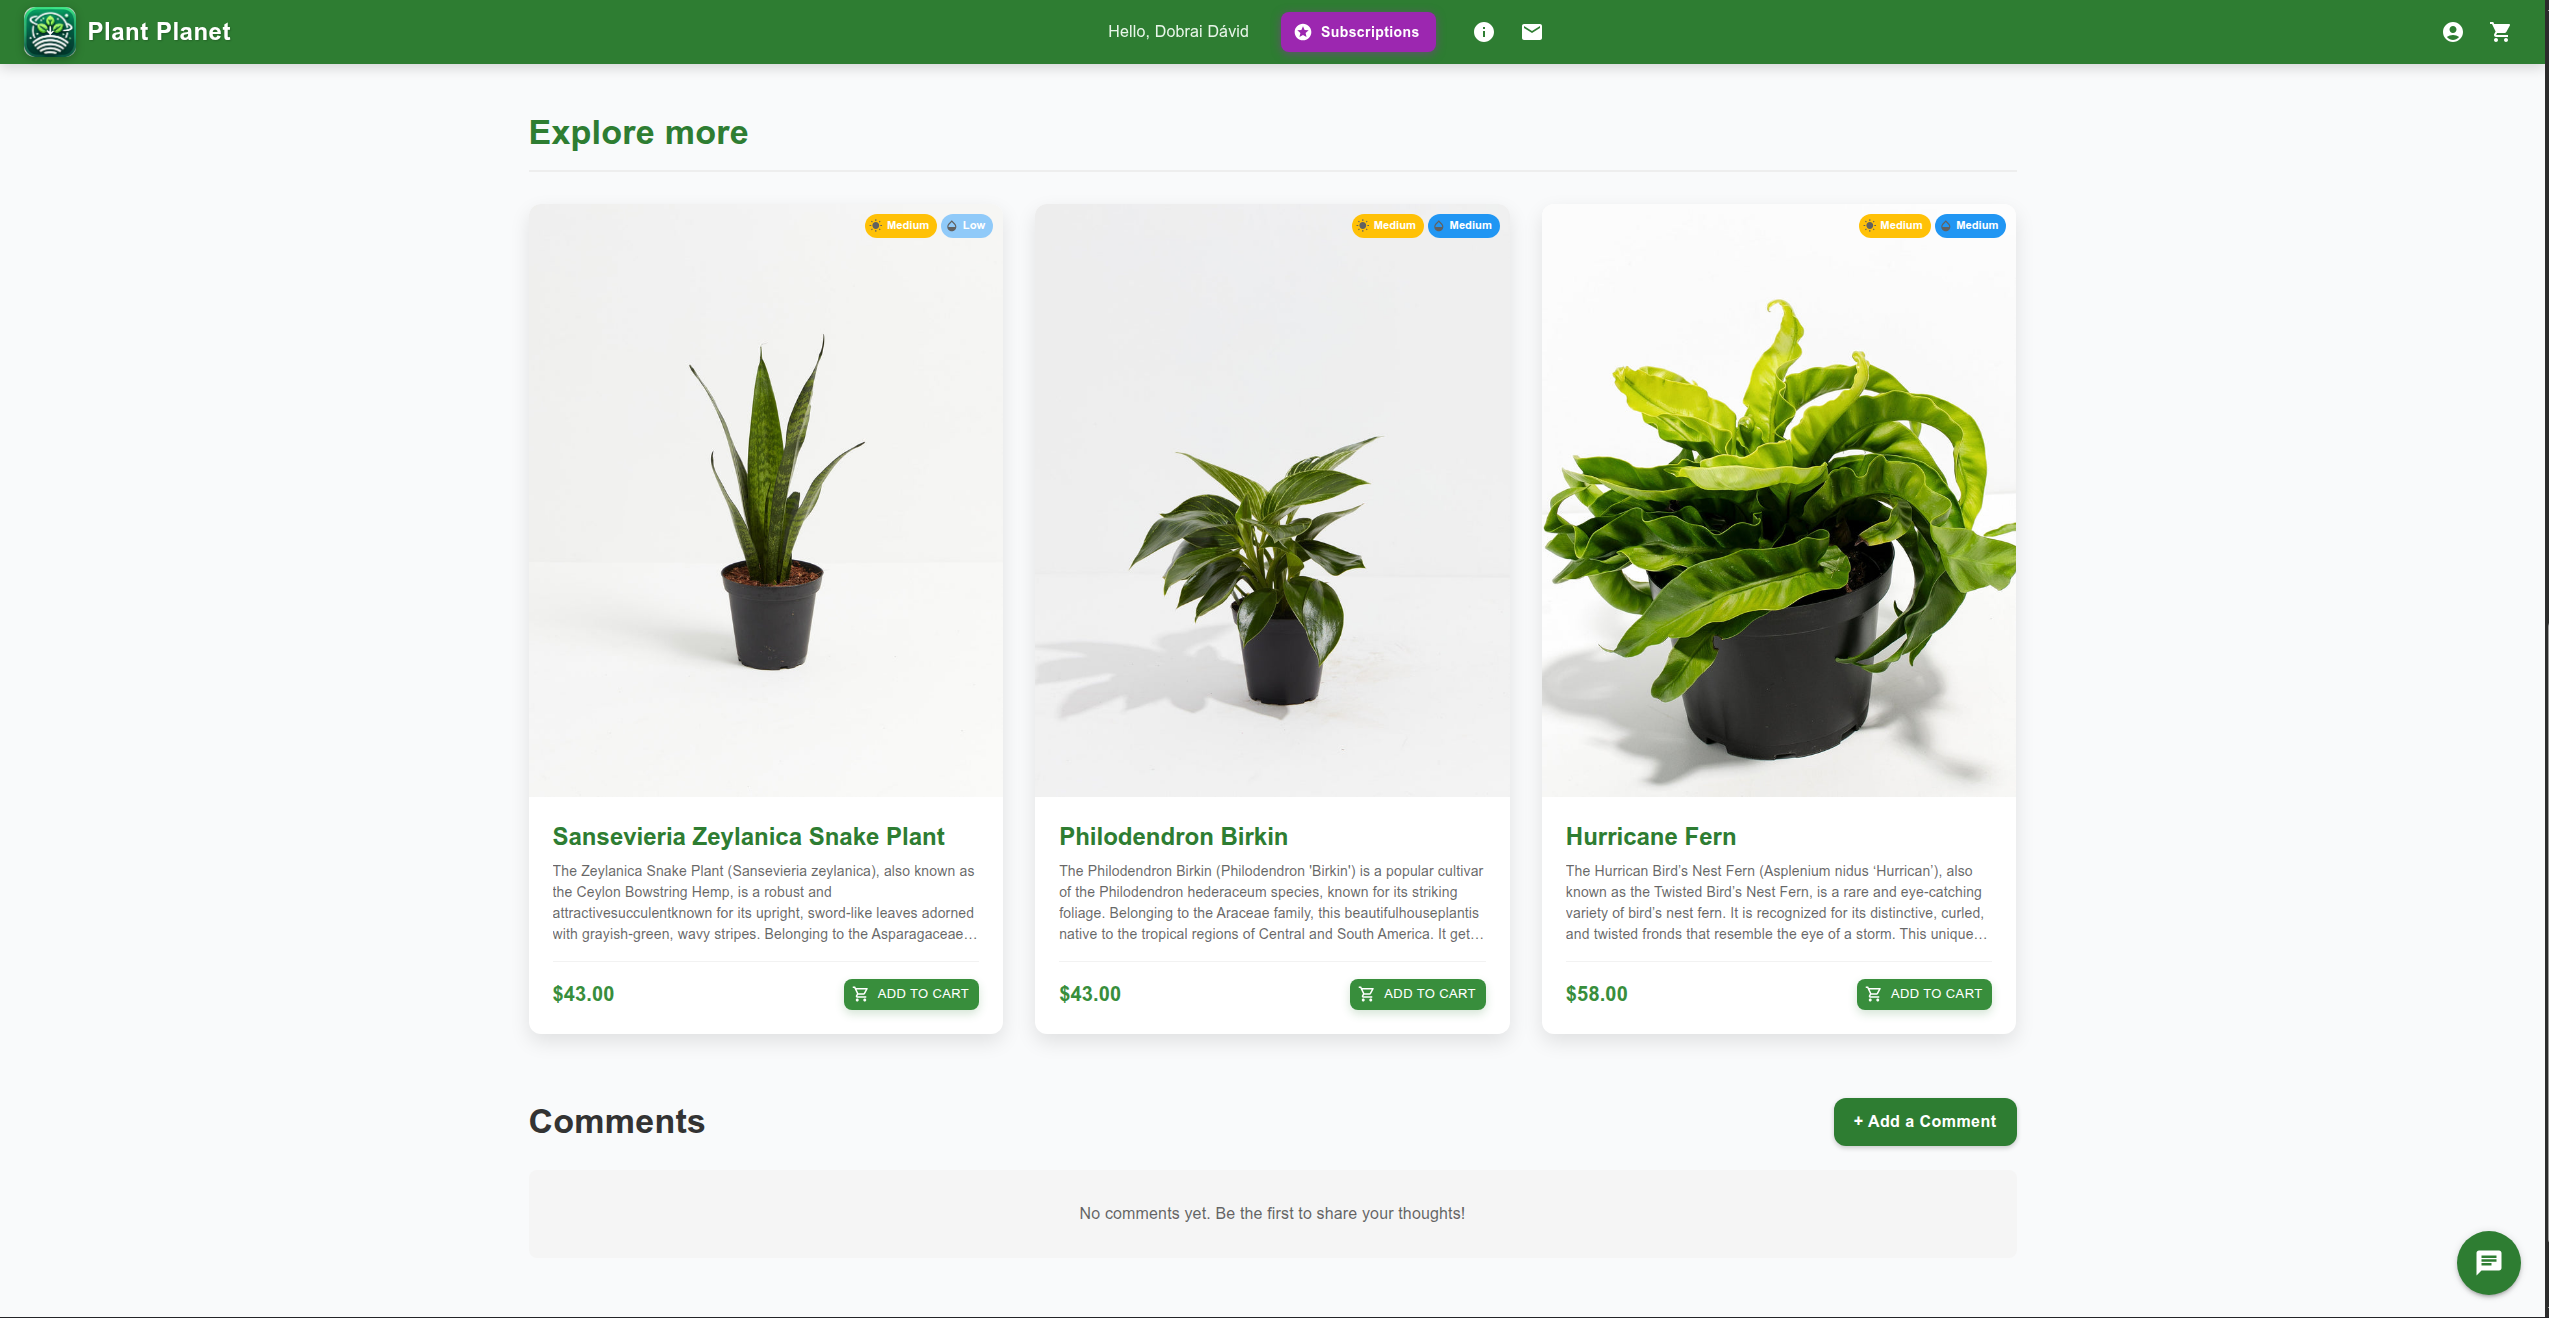 Plant Planet
Hello, Dobrai Dávid
Subscriptions
Explore more
Medium
Low
Medium
Medium
Medium
Medium
Sansevieria Zeylanica Snake Plant
The Zeylanica Snake Plant (Sansevieria zeylanica), also known as
the Ceylon Bowstring Hemp, is a robust and
attractivesucculentknown for its upright, sword-like leaves adorned
with grayish-green, wavy stripes. Belonging to the Asparagaceae…
$43.00
ADD TO CART
Philodendron Birkin
The Philodendron Birkin (Philodendron 'Birkin') is a popular cultivar
of the Philodendron hederaceum species, known for its striking
foliage. Belonging to the Araceae family, this beautifulhouseplantis
native to the tropical regions of Central and South America. It get…
$43.00
ADD TO CART
Hurricane Fern
The Hurrican Bird’s Nest Fern (Asplenium nidus ‘Hurrican’), also
known as the Twisted Bird’s Nest Fern, is a rare and eye-catching
variety of bird’s nest fern. It is recognized for its distinctive, curled,
and twisted fronds that resemble the eye of a storm. This unique…
$58.00
ADD TO CART
Comments
+ Add a Comment
No comments yet. Be the first to share your thoughts!